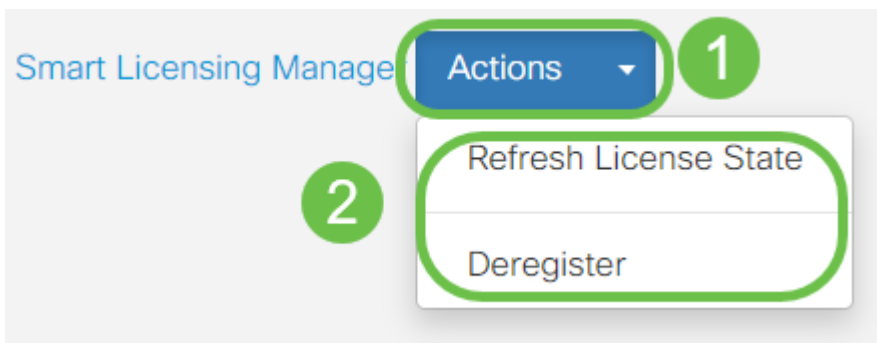 Smart Licensing Manage Actions 1
Refresh License State
2
Deregister